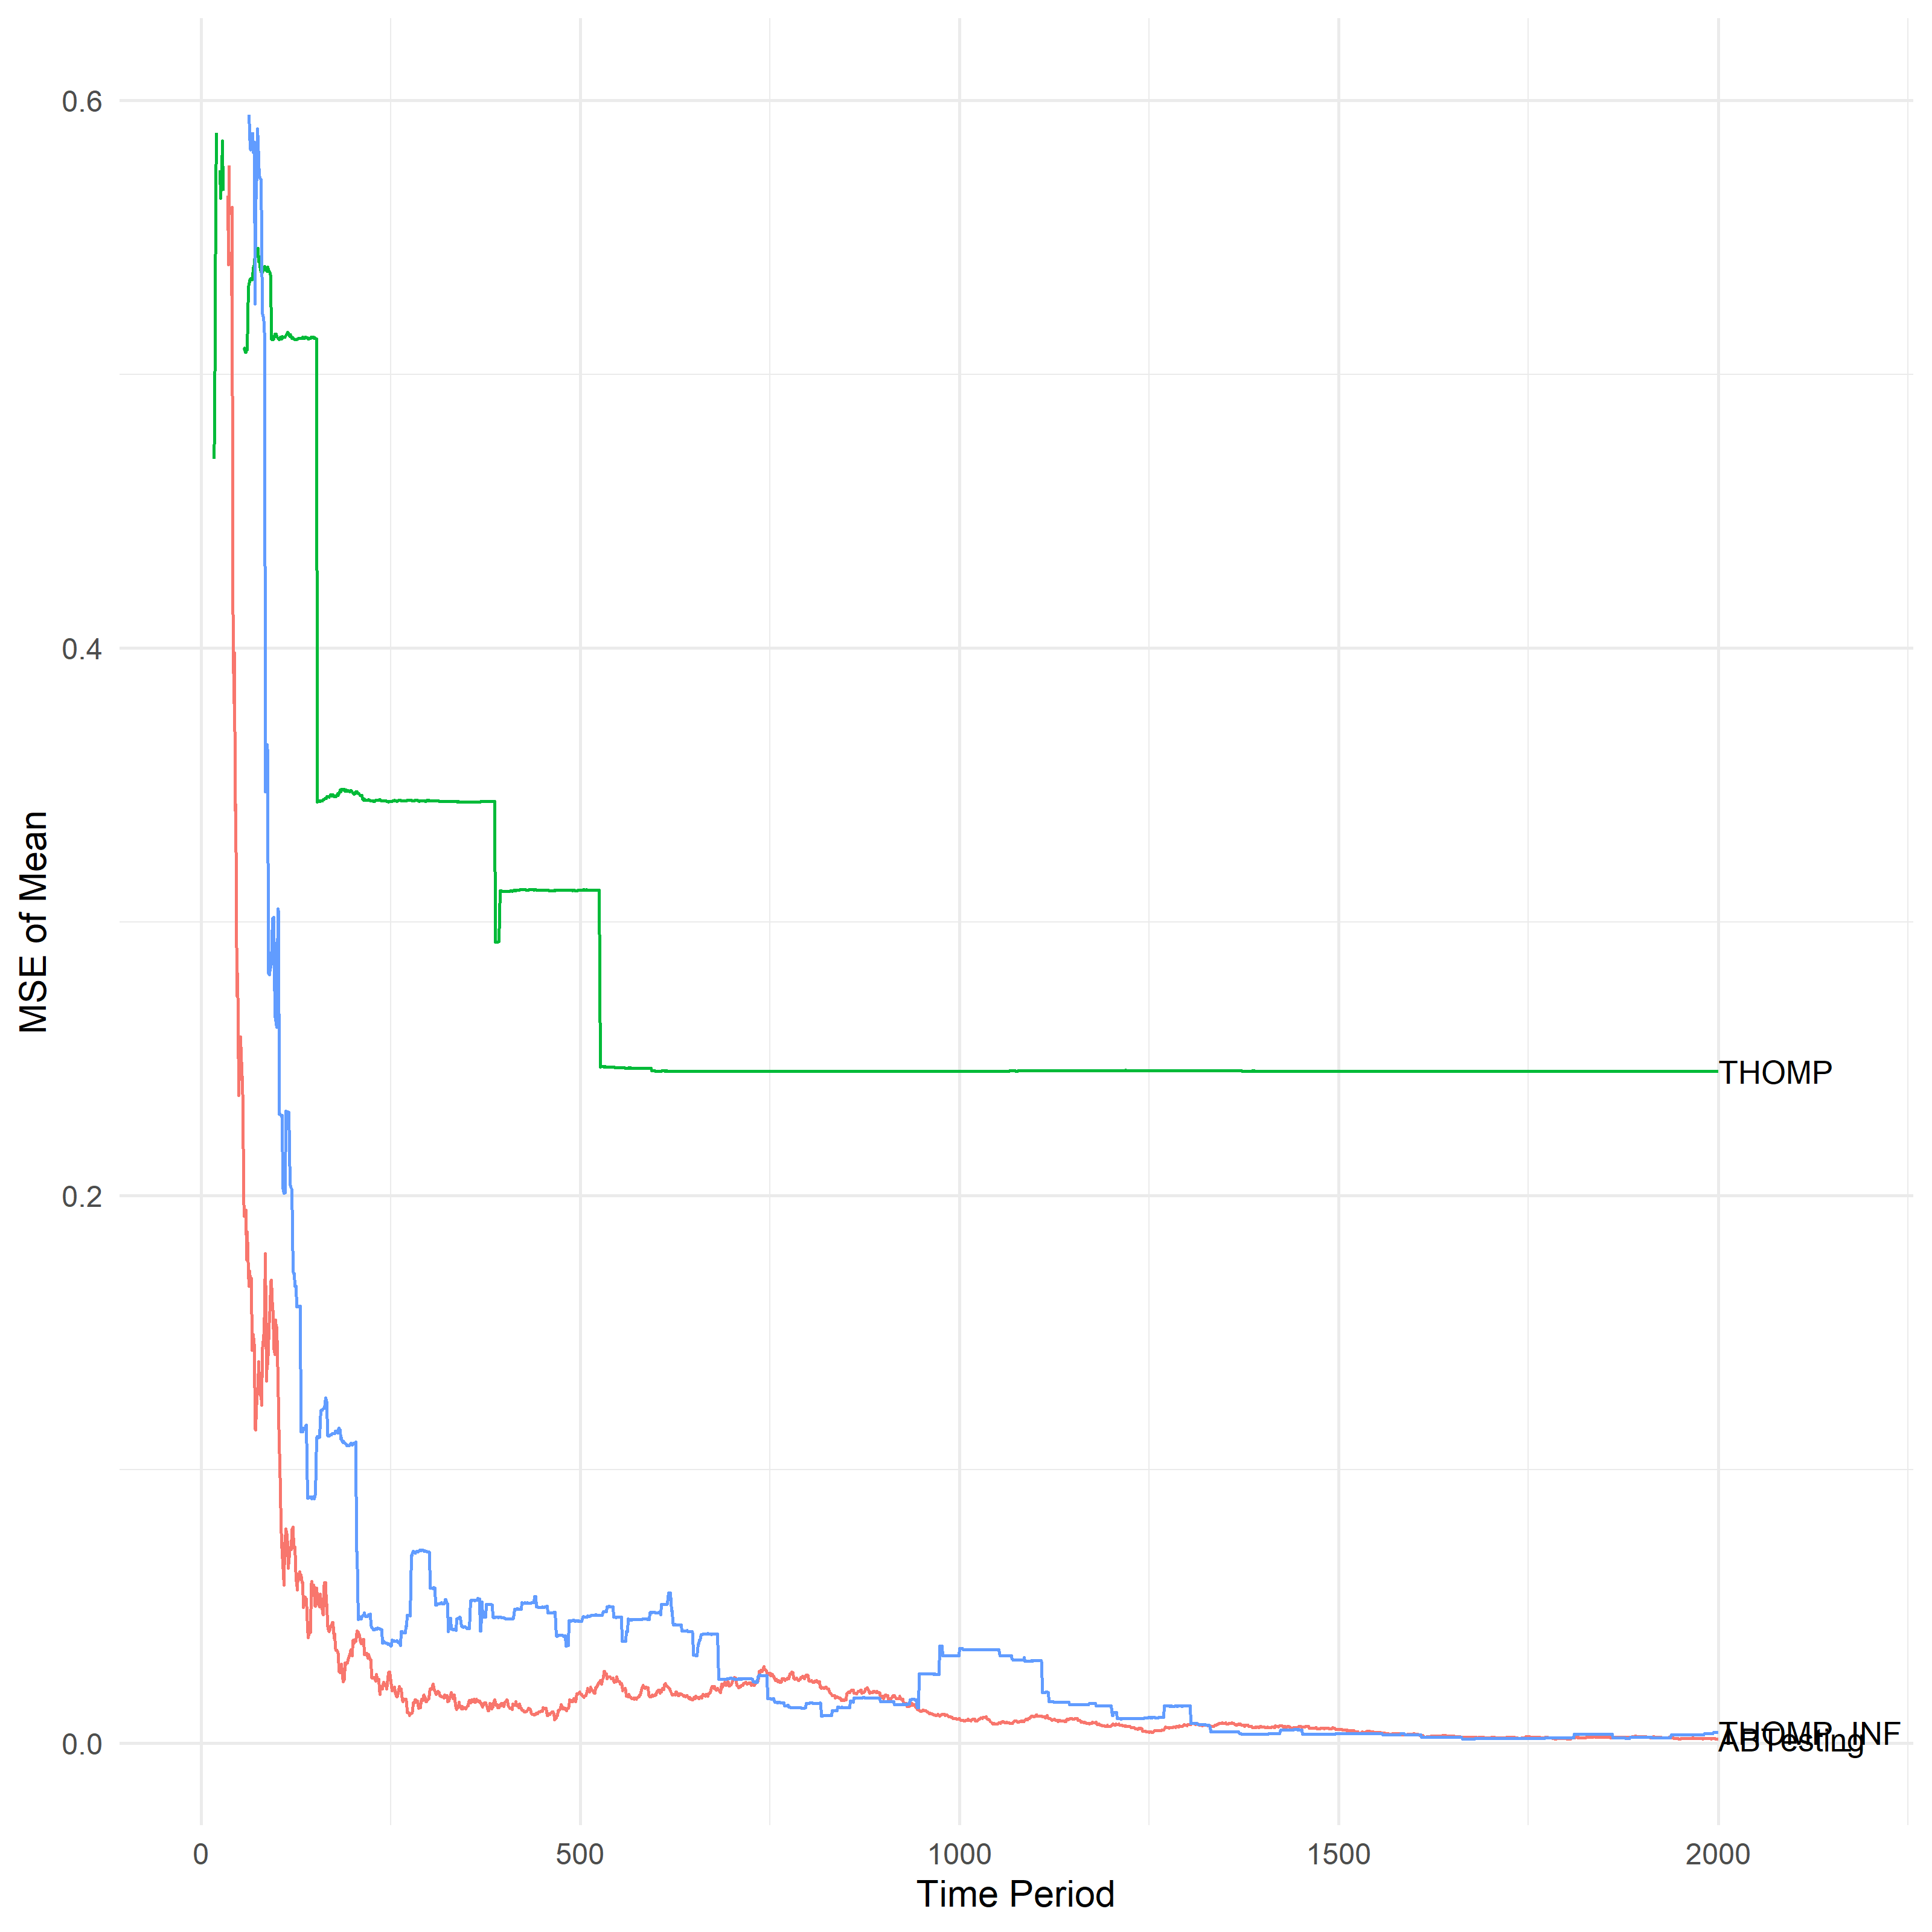 0.6
0.4
0.2
0.0
MSE of Mean
THOMP
THOMP_INF
ABTesting
0 500 1000 1500 2000
Time Period